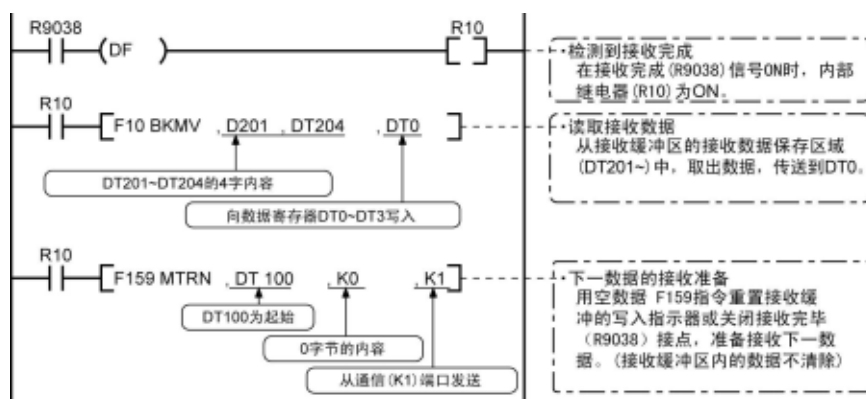 R9038
(DF )
R10
[ ]
检测到接收完成
在接收完成(R9038)信号ON时，内部
继电器(R10)为ON。
R10
F10 BKMV ,D201 ,DT204 ,DT0
读取接收数据
从接收缓冲区的接收数据保存区域
(DT201~)中，取出数据，传送到DT0。
DT201~DT204的4字内容
向数据寄存器DT0~DT3写入
R10
F159 MTRN ,DT 100 ,K0 ,K1
下一数据的接收准备
用空数据 F159指令重置接收缓
冲的写入指示器或关闭接收完毕
（R9038）接点，准备接收下一数
据。(接收缓冲区内的数据不清除)
DT100为起始
0字节的内容
从通信(K1)端口发送